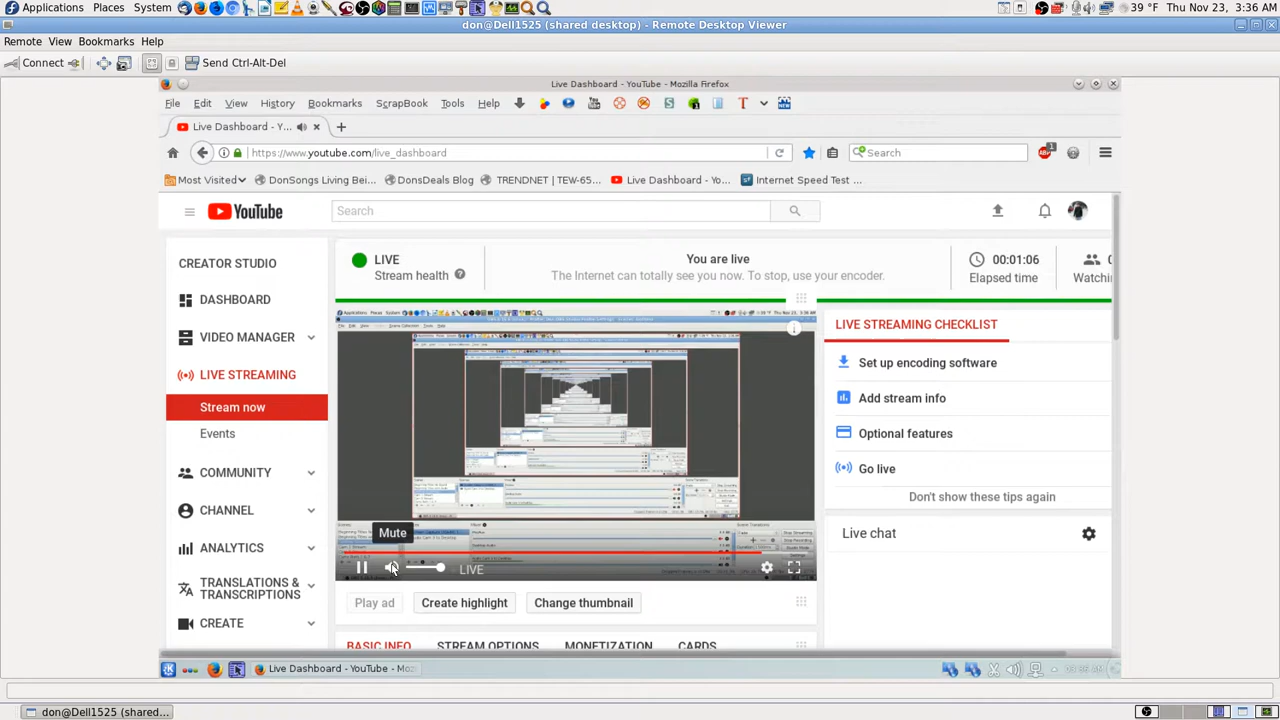 Applications Places System 39 °F Thu Nov 23, 3:36 AM
don@Dell1525 (shared desktop) - Remote Desktop Viewer
Remote View Bookmarks Help
Connect Send Ctrl-Alt-Del
Live Dashboard - YouTube - Mozilla Firefox
File Edit View History Bookmarks ScrapBook Tools Help
Live Dashboard - Y...
https://www.youtube.com/live_dashboard Search
Most Visited DonSongs Living Bei... DonsDeals Blog TRENDNET | TEW-65... Live Dashboard - Yo... Internet Speed Test ...
YouTube Search
CREATOR STUDIO
DASHBOARD
VIDEO MANAGER
LIVE STREAMING
Stream now
Events
COMMUNITY
CHANNEL
ANALYTICS
TRANSLATIONS &
TRANSCRIPTIONS
CREATE
LIVE
Stream health
You are live
The Internet can totally see you now. To stop, use your encoder.
00:01:06
Elapsed time
Watchi
Mute
LIVE
Play ad Create highlight Change thumbnail
BASIC INFO STREAM OPTIONS MONETIZATION CARDS
LIVE STREAMING CHECKLIST
Set up encoding software
Add stream info
Optional features
Go live
Don't show these tips again
Live chat
Live Dashboard - YouTube - Moz
don@Dell1525 (shared...